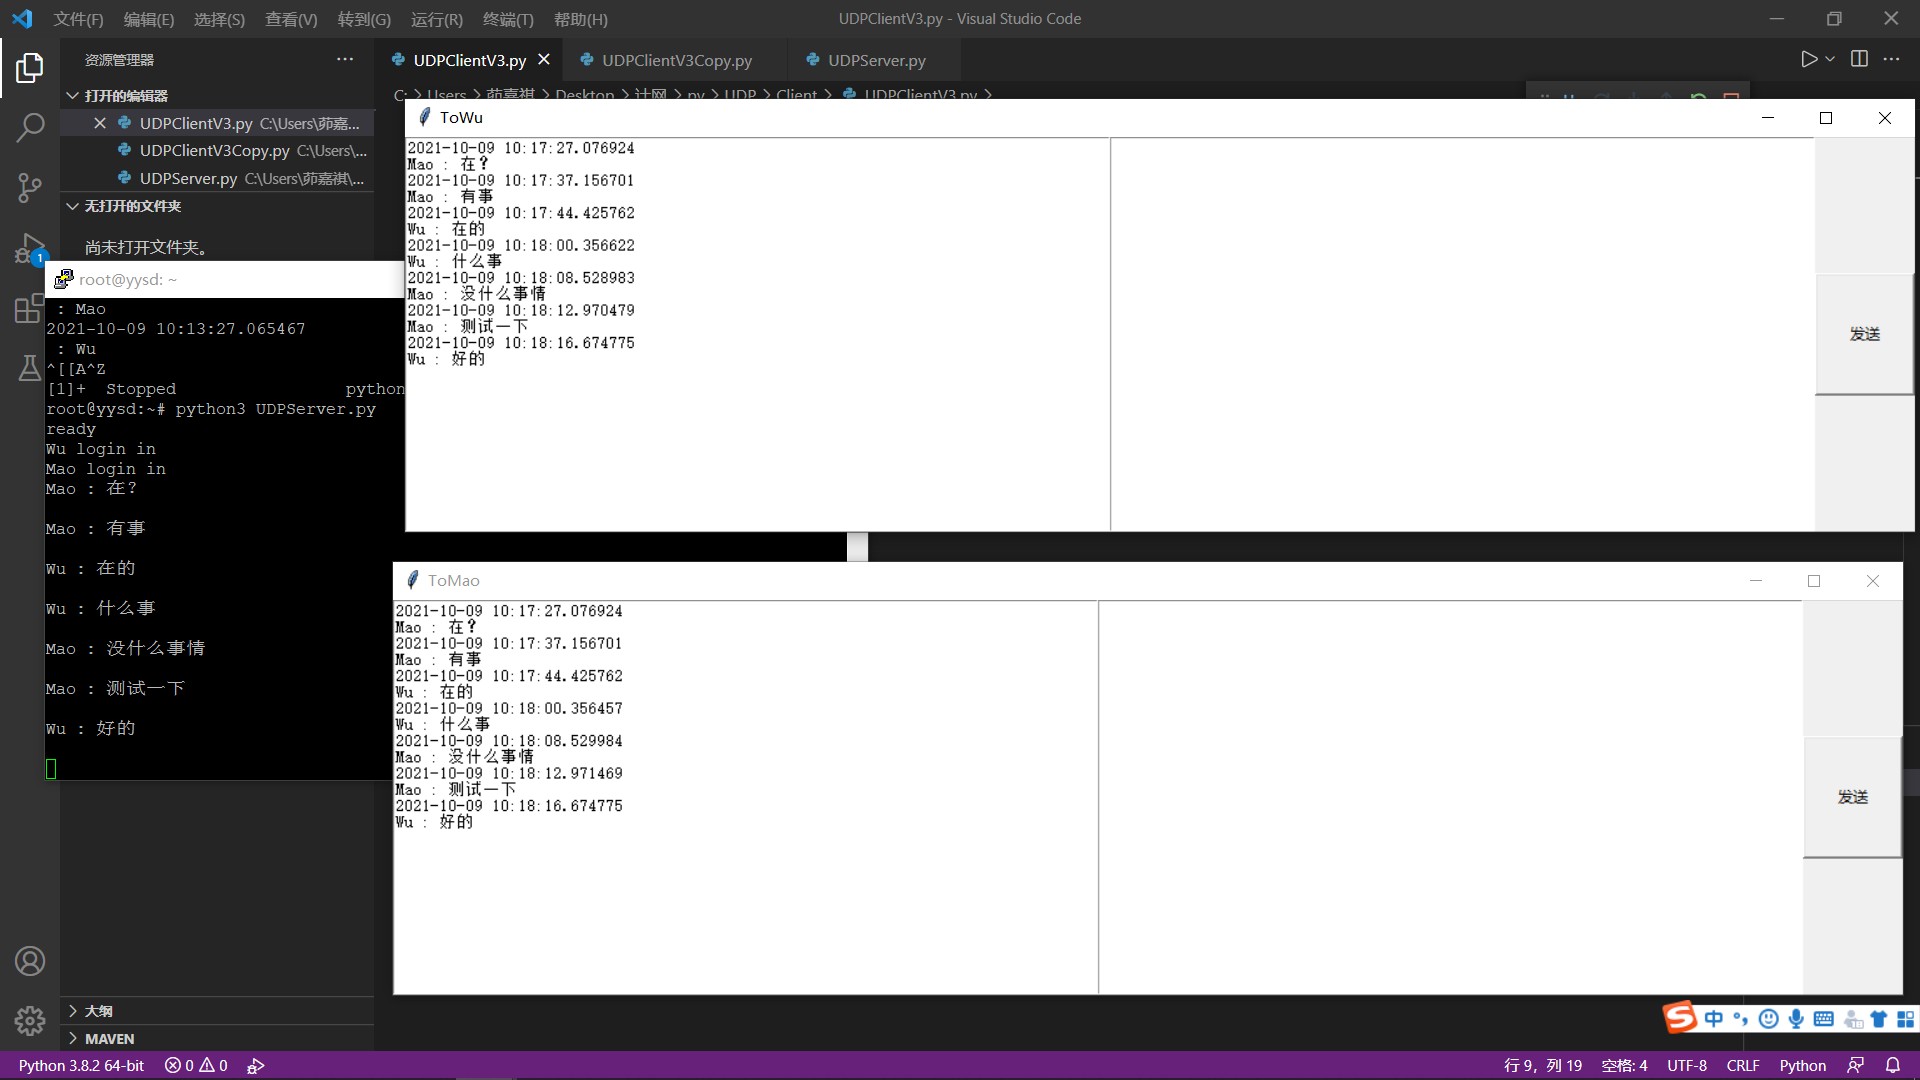 文件(F) 编辑(E) 选择(S) 查看(V) 转到(G) 运行(R) 终端(T) 帮助(H) UDPClientV3.py - Visual Studio Code
资源管理器
UDPClientV3.py UDPClientV3Copy.py UDPServer.py
打开的编辑器
C: > Users > 茆嘉祺 > Desktop > 计网 > py > UDP > Client > UDPClientV3.py >
UDPClientV3.py C:\Users\茆嘉...
UDPClientV3Copy.py C:\Users\...
UDPServer.py C:\Users\茆嘉祺\...
无打开的文件夹
尚未打开文件夹。
1
root@yysd: ~
: Mao
2021-10-09 10:13:27.065467
: Wu
^[[A^Z
[1]+ Stopped python
root@yysd:~# python3 UDPServer.py
ready
Wu login in
Mao login in
Mao : 在?
Mao : 有事
Wu : 在的
Wu : 什么事
Mao : 没什么事情
Mao : 测试一下
Wu : 好的
ToWu
2021-10-09 10:17:27.076924
Mao : 在?
2021-10-09 10:17:37.156701
Mao : 有事
2021-10-09 10:17:44.425762
Wu : 在的
2021-10-09 10:18:00.356622
Wu : 什么事
2021-10-09 10:18:08.528983
Mao : 没什么事情
2021-10-09 10:18:12.970479
Mao : 测试一下
2021-10-09 10:18:16.674775
Wu : 好的
发送
ToMao
2021-10-09 10:17:27.076924
Mao : 在?
2021-10-09 10:17:37.156701
Mao : 有事
2021-10-09 10:17:44.425762
Wu : 在的
2021-10-09 10:18:00.356457
Wu : 什么事
2021-10-09 10:18:08.529984
Mao : 没什么事情
2021-10-09 10:18:12.971469
Mao : 测试一下
2021-10-09 10:18:16.674775
Wu : 好的
发送
大纲
MAVEN
S 中
Python 3.8.2 64-bit 0 0 行 9，列 19 空格: 4 UTF-8 CRLF Python